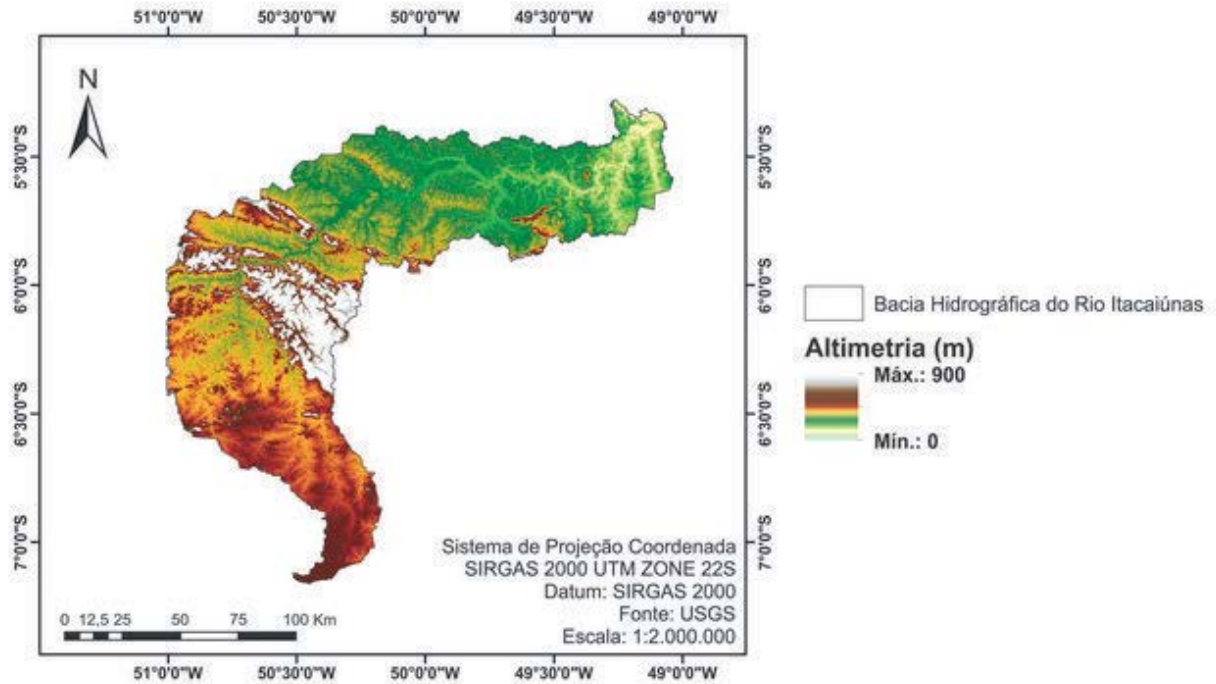 51°0'0"W 50°30'0"W 50°0'0"W 49°30'0"W 49°0'0"W
N
5°30'0"S
5°30'0"S
6°0'0"S
6°0'0"S
6°30'0"S
6°30'0"S
7°0'0"S
7°0'0"S
Sistema de Projeção Coordenada
SIRGAS 2000 UTM ZONE 22S
Datum: SIRGAS 2000
Fonte: USGS
Escala: 1:2.000.000
0 12,5 25 50 75 100 Km
51°0'0"W 50°30'0"W 50°0'0"W 49°30'0"W 49°0'0"W
Bacia Hidrográfica do Rio Itacaiúnas
Altimetria (m)
Máx.: 900
Mín.: 0